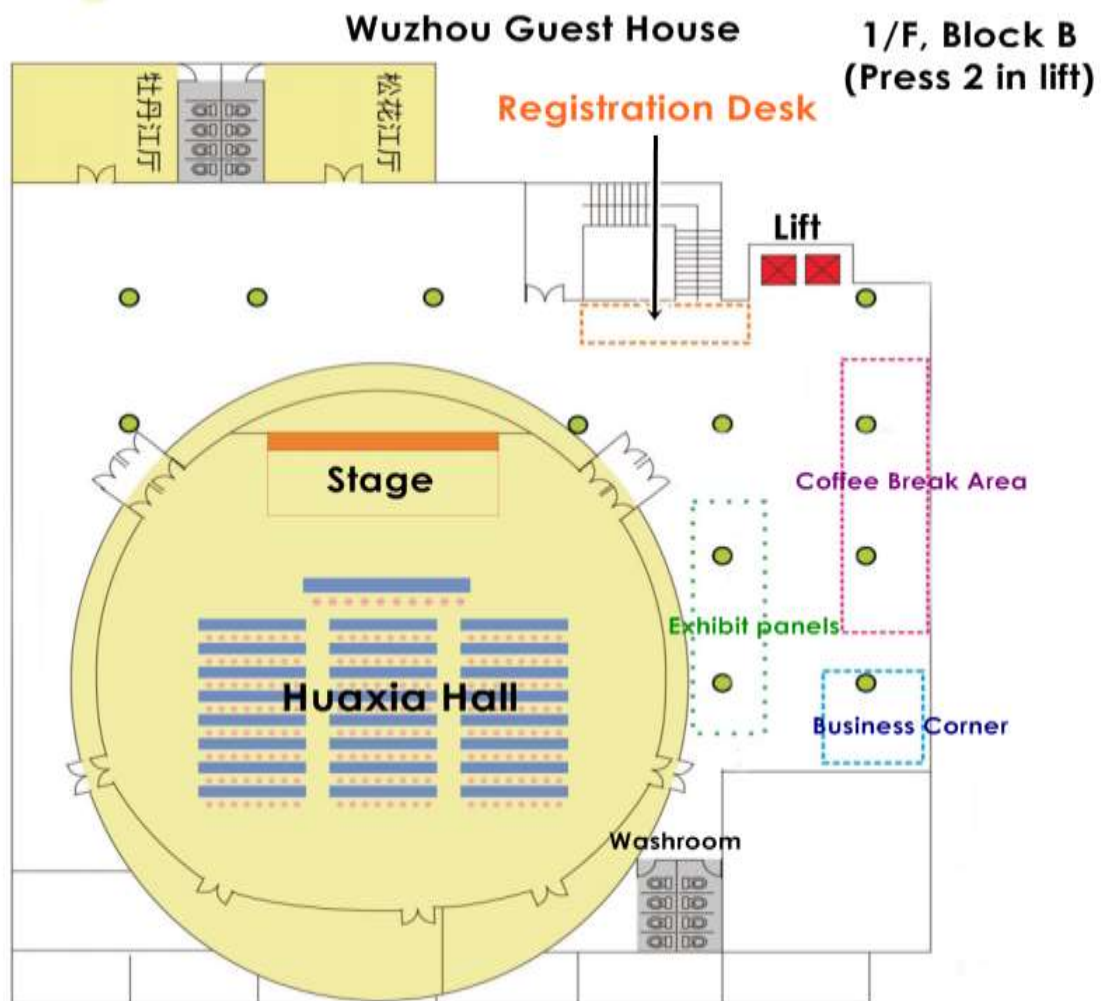 Wuzhou Guest House
1/F, Block B
(Press 2 in lift)
Registration Desk
牡丹江厅
松花江厅
Lift
Stage
Coffee Break Area
Exhibit panels
Huaxia Hall
Business Corner
Washroom